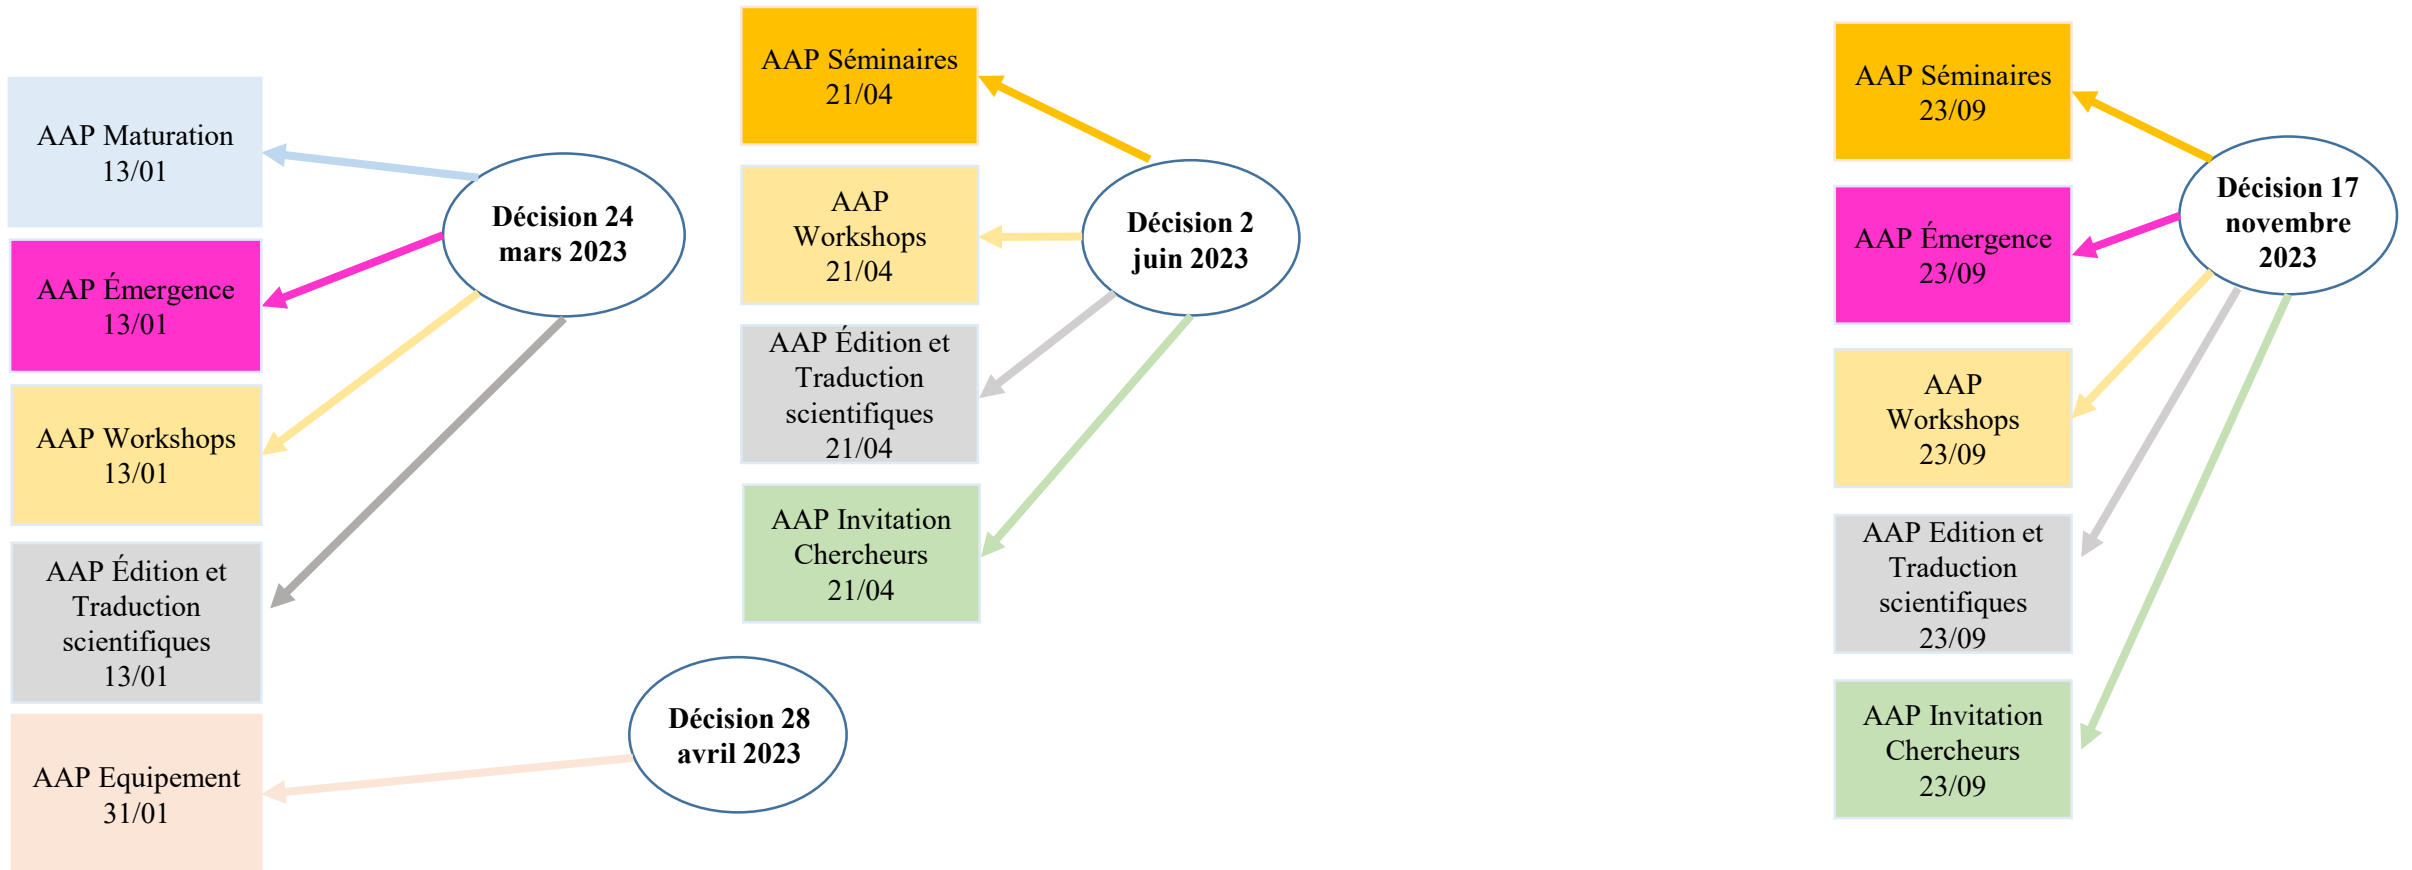 AAP Maturation
13/01
AAP Émergence
13/01
AAP Workshops
13/01
AAP Édition et
Traduction
scientifiques
13/01
AAP Equipement
31/01
Décision 24
mars 2023
Décision 28
avril 2023
AAP Séminaires
21/04
AAP
Workshops
21/04
AAP Édition et
Traduction
scientifiques
21/04
AAP Invitation
Chercheurs
21/04
Décision 2
juin 2023
AAP Séminaires
23/09
AAP Émergence
23/09
AAP
Workshops
23/09
AAP Edition et
Traduction
scientifiques
23/09
AAP Invitation
Chercheurs
23/09
Décision 17
novembre
2023